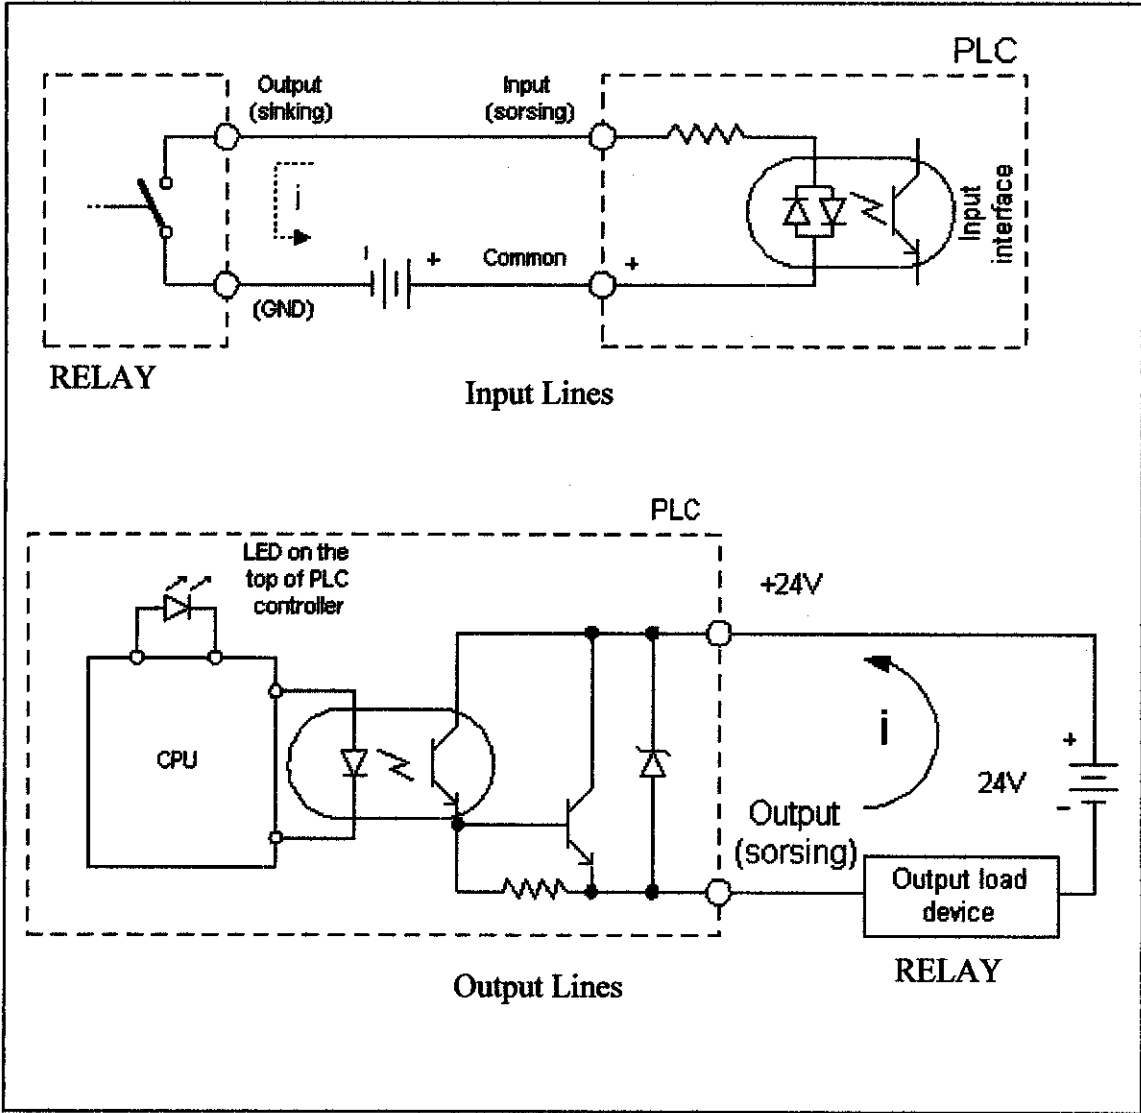 PLC
Output
(sinking)
Input
(sorsing)
i
Input
interface
+
Common
+
(GND)
RELAY
Input Lines
PLC
LED on the
top of PLC
controller
+24V
CPU
i
+
24V
−
Output
(sorsing)
Output load
device
RELAY
Output Lines